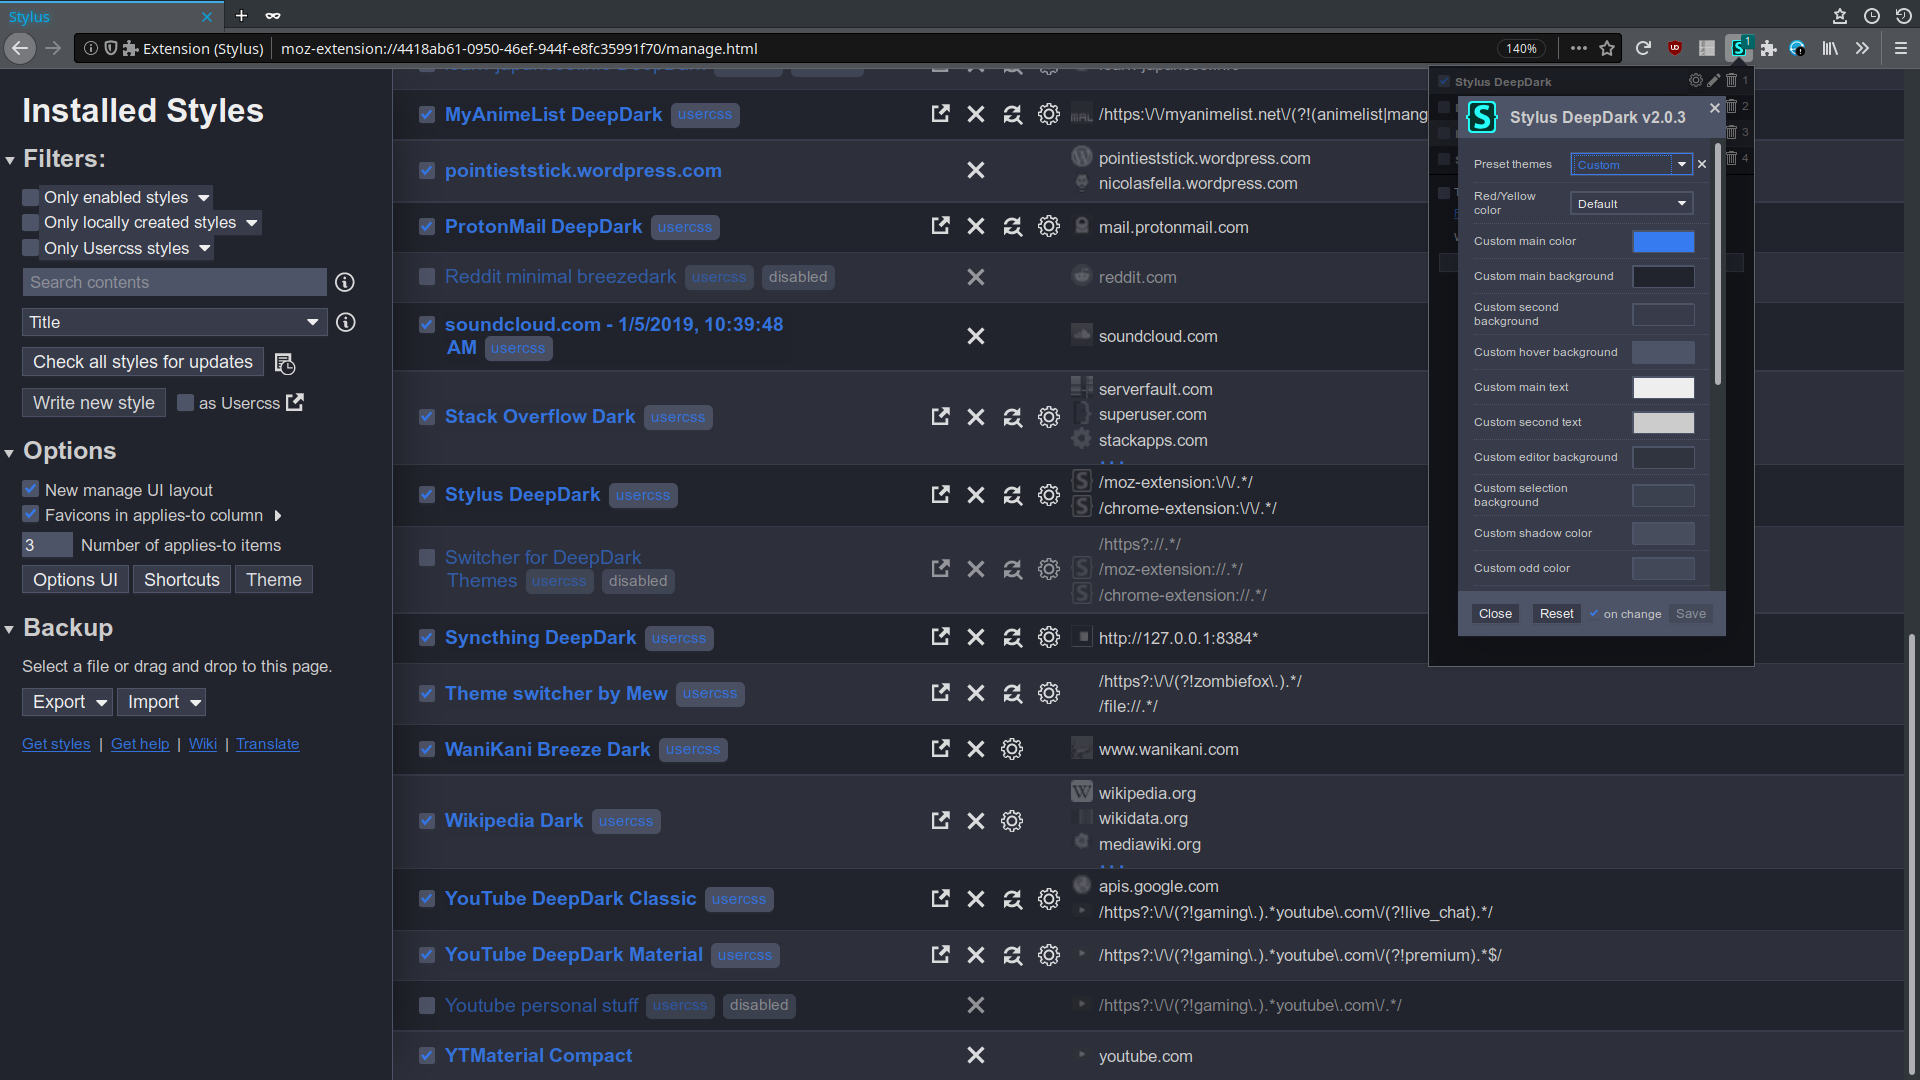 Stylus
Extension (Stylus)
moz-extension://4418ab61-0950-46ef-944f-e8fc35991f70/manage.html
140%
1
Installed Styles
Filters:
Only enabled styles
Only locally created styles
Only Usercss styles
Search contents
Title
Check all styles for updates
Write new style
as Usercss
Options
New manage UI layout
Favicons in applies-to column
3 Number of applies-to items
Options UI Shortcuts Theme
Backup
Select a file or drag and drop to this page.
Export Import
Get styles | Get help | Wiki | Translate
MyAnimeList DeepDark usercss
/https:\/\/myanimelist.net\/(?!(animelist|mang
pointieststick.wordpress.com
pointieststick.wordpress.com
nicolasfella.wordpress.com
ProtonMail DeepDark usercss
mail.protonmail.com
Reddit minimal breezedark usercss disabled
reddit.com
soundcloud.com - 1/5/2019, 10:39:48
AM usercss
soundcloud.com
Stack Overflow Dark usercss
serverfault.com
superuser.com
stackapps.com
...
Stylus DeepDark usercss
/moz-extension:\/\/.*/
/chrome-extension:\/\/.*/
Switcher for DeepDark
Themes usercss disabled
/https?://.*/
/moz-extension://.*/
/chrome-extension://.*/
Syncthing DeepDark usercss
http://127.0.0.1:8384*
Theme switcher by Mew usercss
/https?:\/\/(?!zombiefox\.).*/
/file://.*/
WaniKani Breeze Dark usercss
www.wanikani.com
Wikipedia Dark usercss
wikipedia.org
wikidata.org
mediawiki.org
...
YouTube DeepDark Classic usercss
apis.google.com
/https?:\/\/(?!gaming\.).*youtube\.com\/(?!live_chat).*/
YouTube DeepDark Material usercss
/https?:\/\/(?!gaming\.).*youtube\.com\/(?!premium).*$/
Youtube personal stuff usercss disabled
/https?:\/\/(?!gaming\.).*youtube\.com\/.*/
YTMaterial Compact
youtube.com
Stylus DeepDark
1
2
3
4
Stylus DeepDark v2.0.3
Preset themes Custom
Red/Yellow
color
Default
Custom main color
Custom main background
Custom second
background
Custom hover background
Custom main text
Custom second text
Custom editor background
Custom selection
background
Custom shadow color
Custom odd color
Close Reset on change Save